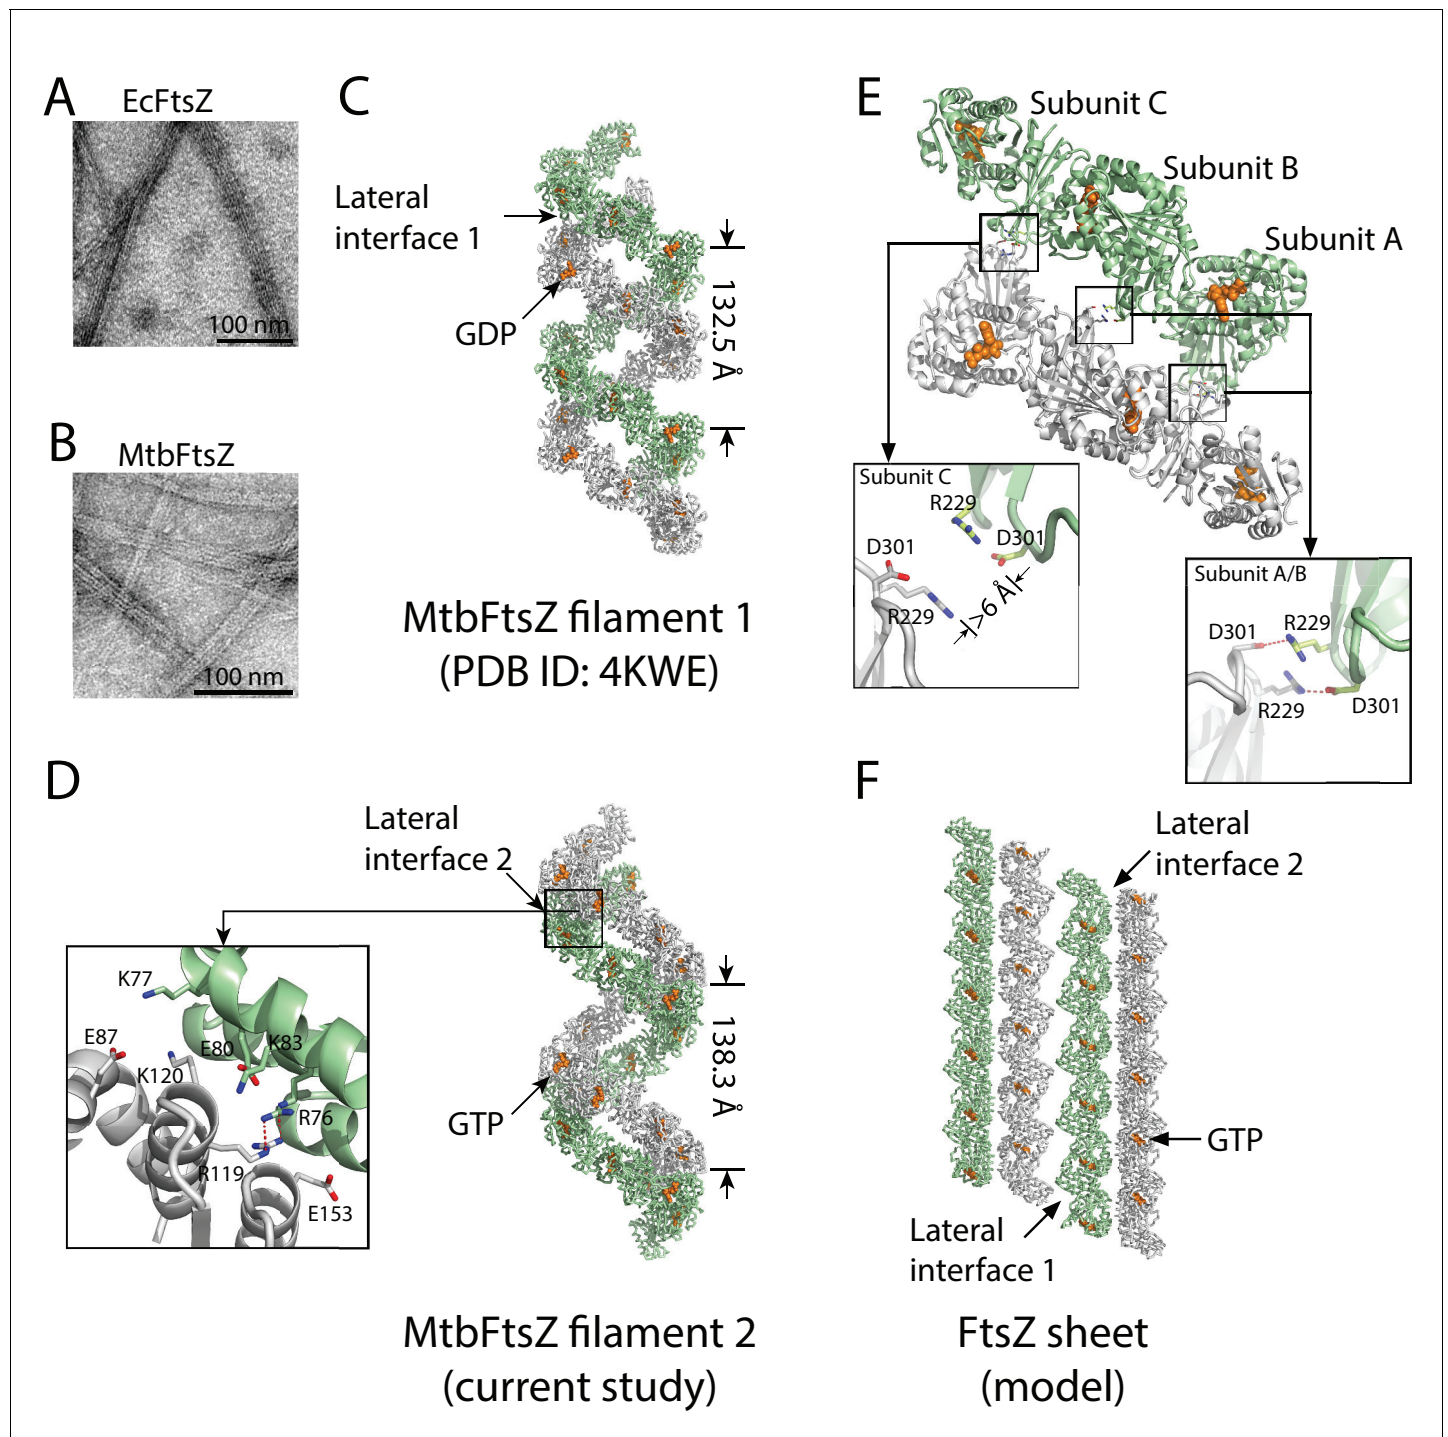 A
EcFtsZ
100 nm
B
MtbFtsZ
100 nm
C
Lateral
interface 1
GDP
132.5 Å
MtbFtsZ filament 1
(PDB ID: 4KWE)
D
Lateral
interface 2
K77
E87
E80
K83
K120
R76
R119
E153
GTP
138.3 Å
MtbFtsZ filament 2
(current study)
E
Subunit C
Subunit B
Subunit A
Subunit C
R229
D301
D301
R229
>6 Å
Subunit A/B
D301
R229
R229
D301
F
Lateral
interface 2
GTP
Lateral
interface 1
FtsZ sheet
(model)